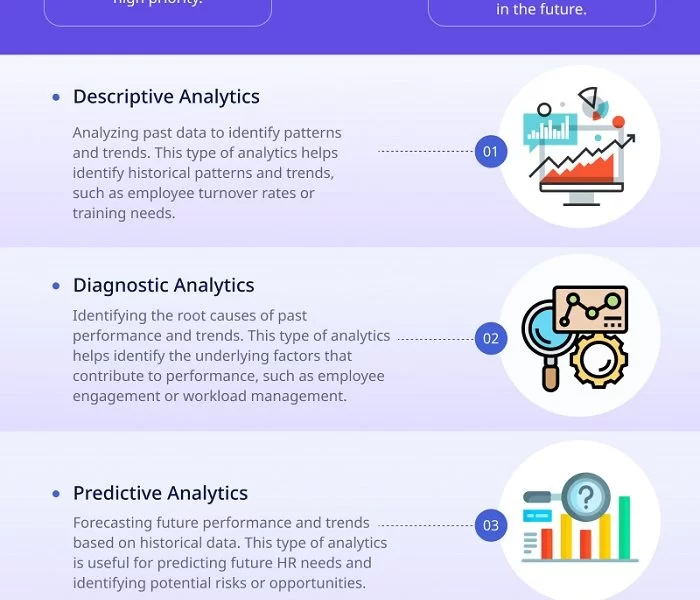 high priority.
in the future.
Descriptive Analytics
Analyzing past data to identify patterns
and trends. This type of analytics helps
identify historical patterns and trends,
such as employee turnover rates or
training needs.
01
Diagnostic Analytics
Identifying the root causes of past
performance and trends. This type of analytics
helps identify the underlying factors that
contribute to performance, such as employee
engagement or workload management.
02
Predictive Analytics
Forecasting future performance and trends
based on historical data. This type of analytics
is useful for predicting future HR needs and
identifying potential risks or opportunities.
03
?